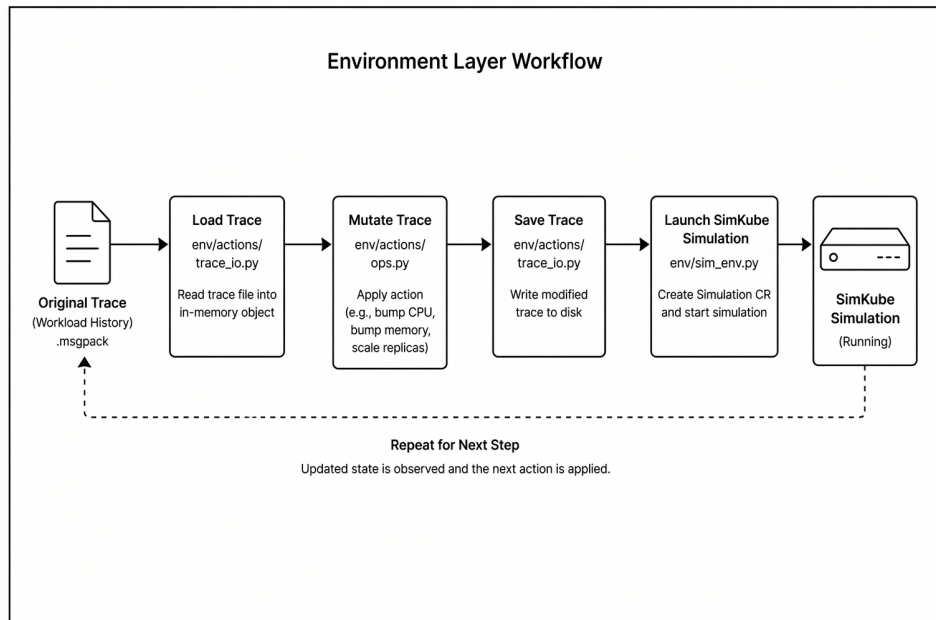 Environment Layer Workflow
Original Trace
(Workload History)
.msgpack
Load Trace
env/actions/
trace_io.py
Read trace file into
in-memory object
Mutate Trace
env/actions/
ops.py
Apply action
(e.g., bump CPU,
bump memory,
scale replicas)
Save Trace
env/actions/
trace_io.py
Write modified
trace to disk
Launch SimKube
Simulation
env/sim_env.py
Create Simulation CR
and start simulation
SimKube
Simulation
(Running)
Repeat for Next Step
Updated state is observed and the next action is applied.